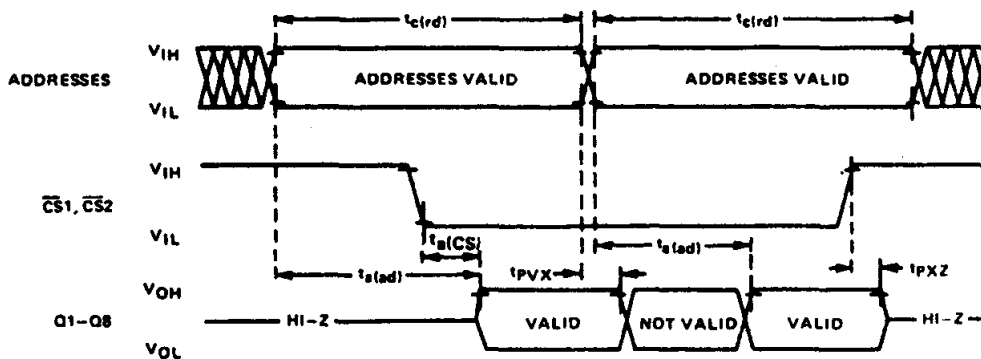 tc(rd) tc(rd)
VIH
ADDRESSES ADDRESSES VALID ADDRESSES VALID
VIL
VIH
CS1, CS2
VIL
ta(CS) ta(ad)
ta(ad) tPVX tPXZ
VOH
Q1–Q8 HI–Z VALID NOT VALID VALID HI–Z
VOL